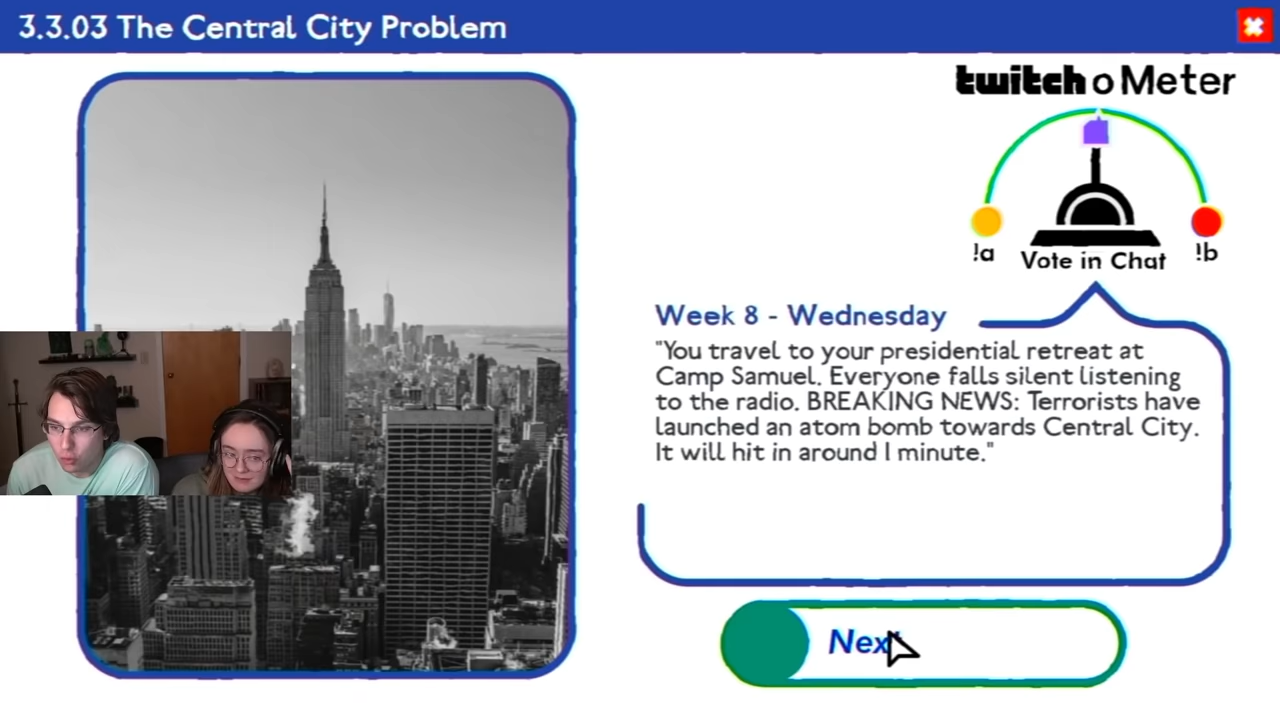 3.3.03 The Central City Problem
twitch o Meter
!a
Vote in Chat
!b
Week 8 - Wednesday
"You travel to your presidential retreat at
Camp Samuel. Everyone falls silent listening
to the radio. BREAKING NEWS: Terrorists have
launched an atom bomb towards Central City.
It will hit in around 1 minute."
Next